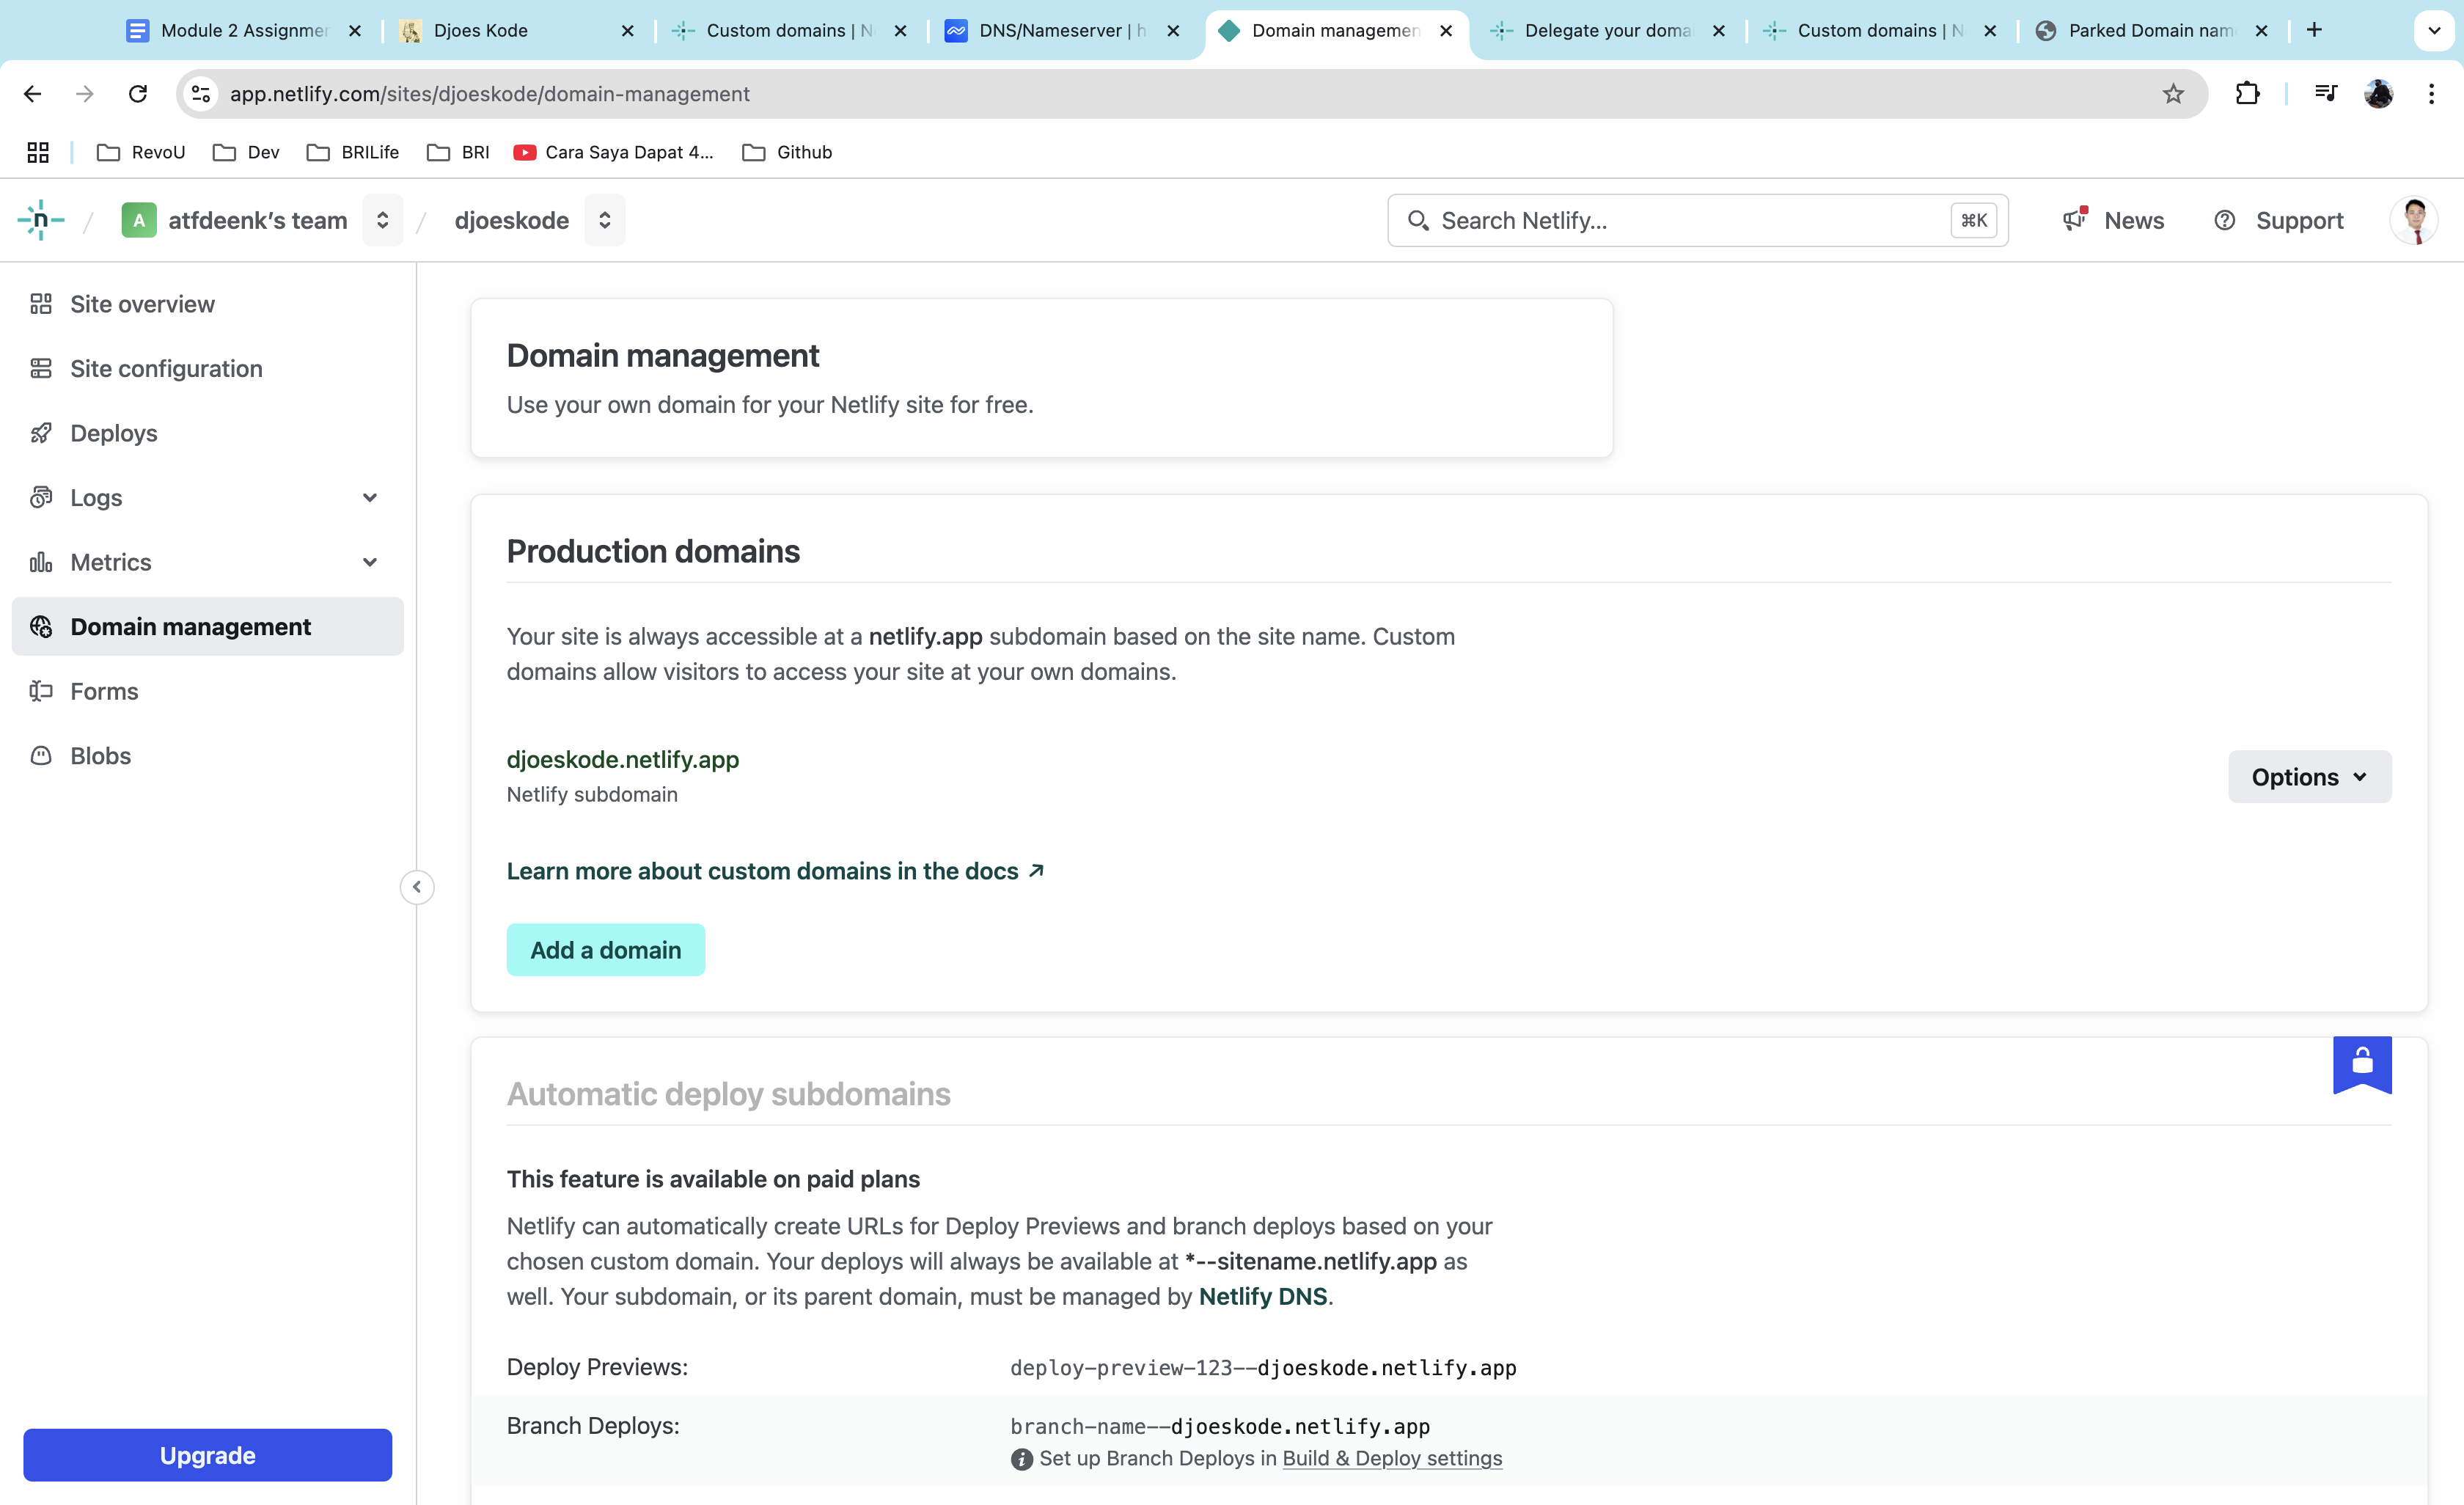 Module 2 Assignmer
Djoes Kode
Custom domains | N
DNS/Nameserver | h
Domain managemen
Delegate your doma
Custom domains | N
Parked Domain nam
app.netlify.com/sites/djoeskode/domain-management
RevoU
Dev
BRILife
BRI
Cara Saya Dapat 4...
Github
n
A
atfdeenk's team
djoeskode
Search Netlify...
⌘K
News
Support
Site overview
Site configuration
Deploys
Logs
Metrics
Domain management
Forms
Blobs
Upgrade
Domain management
Use your own domain for your Netlify site for free.
Production domains
Your site is always accessible at a netlify.app subdomain based on the site name. Custom
domains allow visitors to access your site at your own domains.
djoeskode.netlify.app
Netlify subdomain
Options
Learn more about custom domains in the docs
Add a domain
Automatic deploy subdomains
This feature is available on paid plans
Netlify can automatically create URLs for Deploy Previews and branch deploys based on your
chosen custom domain. Your deploys will always be available at *--sitename.netlify.app as
well. Your subdomain, or its parent domain, must be managed by Netlify DNS.
Deploy Previews: deploy-preview-123--djoeskode.netlify.app
Branch Deploys: branch-name--djoeskode.netlify.app
Set up Branch Deploys in Build & Deploy settings